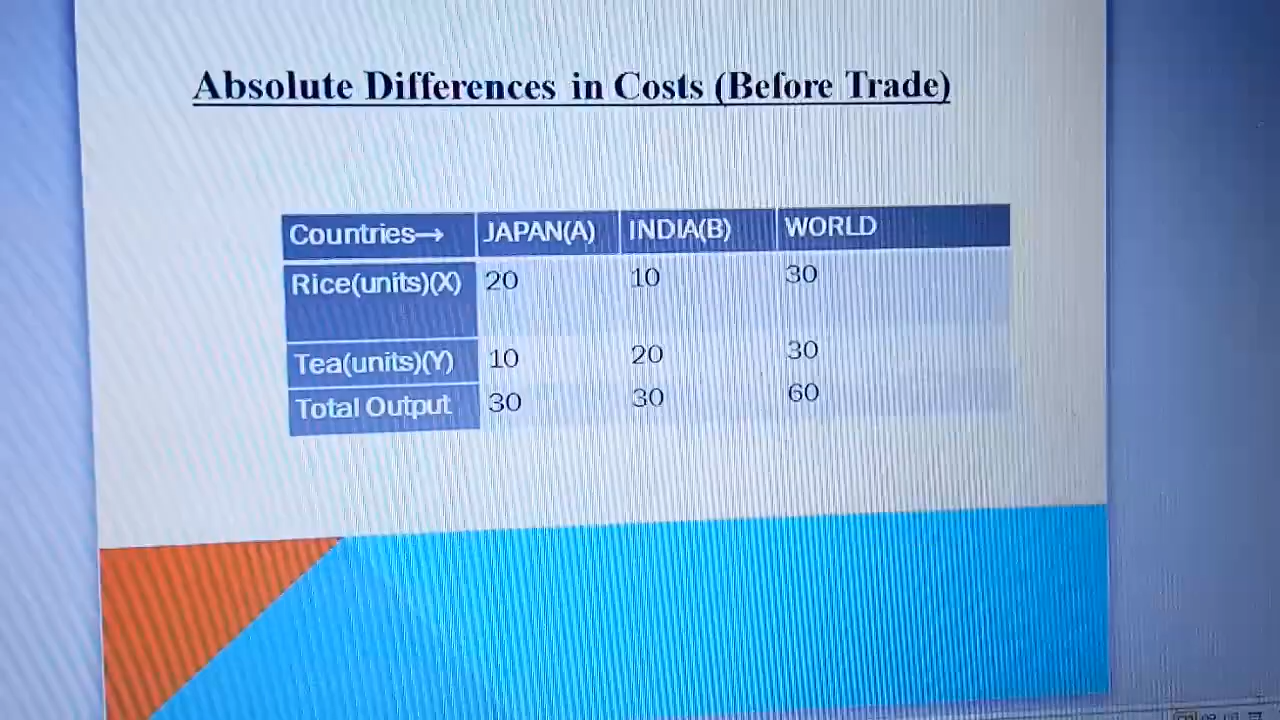 Absolute Differences in Costs (Before Trade)
Countries→ JAPAN(A) INDIA(B) WORLD
Rice(units)(X) 20 10 30
Tea(units)(Y) 10 20 30
Total Output 30 30 60